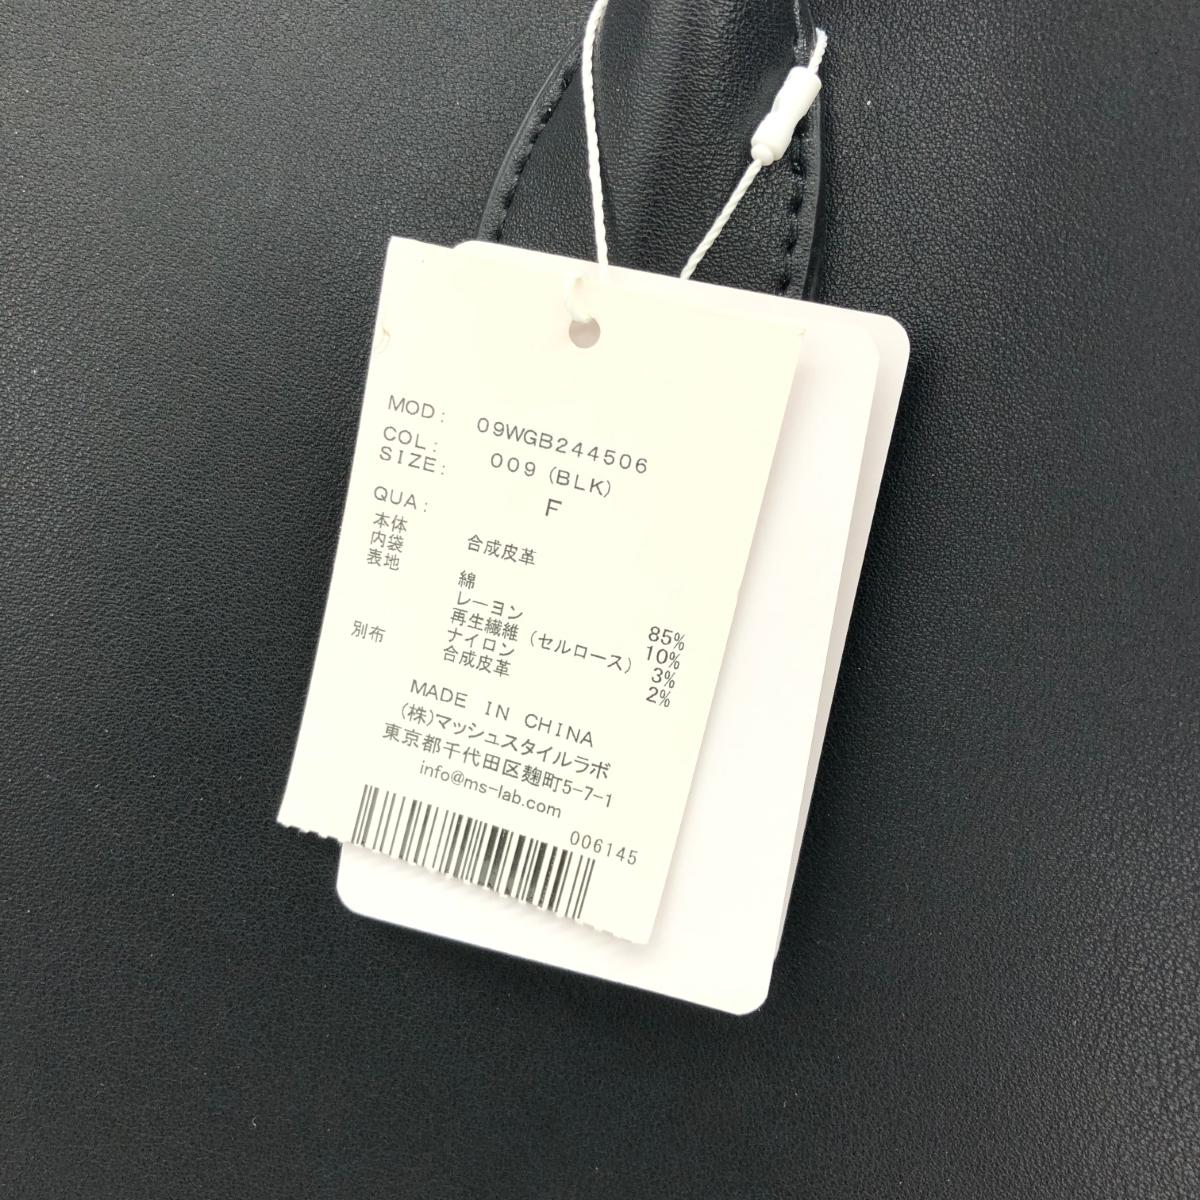 MOD: 09WGB244506
COL: 009 (BLK)
SIZE: F
QUA:
本体 合成皮革
内袋
表地 綿 85%
レーヨン 10%
再生繊維(セルロース) 3%
ナイロン 2%
別布 合成皮革
MADE IN CHINA
(株)マッシュスタイルラボ
東京都千代田区麹町5-7-1
info@ms-lab.com
006145